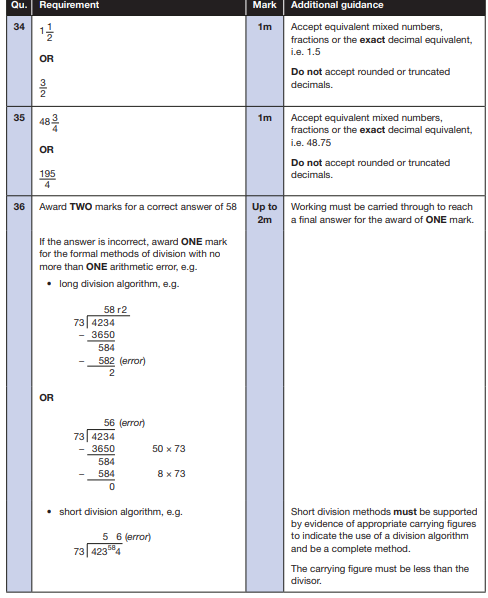 Qu. Requirement Mark Additional guidance
34 1 1/2 1m Accept equivalent mixed numbers,
fractions or the exact decimal equivalent,
i.e. 1.5
OR
Do not accept rounded or truncated
decimals.
3/2
35 48 3/4 1m Accept equivalent mixed numbers,
fractions or the exact decimal equivalent,
i.e. 48.75
OR
Do not accept rounded or truncated
decimals.
195/4
36 Award TWO marks for a correct answer of 58 Up to 2m Working must be carried through to reach
a final answer for the award of ONE mark.
If the answer is incorrect, award ONE mark
for the formal methods of division with no
more than ONE arithmetic error, e.g.
• long division algorithm, e.g.
58 r2
73 4234
– 3650
584
– 582 (error)
2
OR
56 (error)
73 4234
– 3650 50 × 73
584
– 584 8 × 73
0
• short division algorithm, e.g.
5 6 (error)
73 423⁵⁸4
Short division methods must be supported
by evidence of appropriate carrying figures
to indicate the use of a division algorithm
and be a complete method.
The carrying figure must be less than the
divisor.